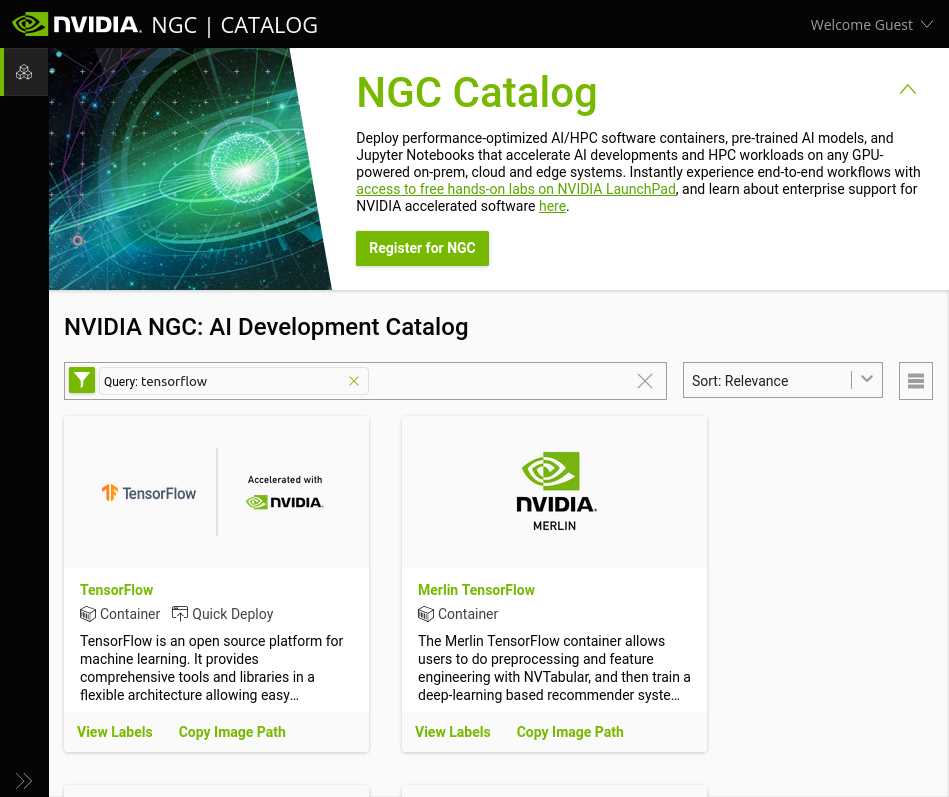 NVIDIA. NGC | CATALOG
Welcome Guest
NGC Catalog
Deploy performance-optimized AI/HPC software containers, pre-trained AI models, and
Jupyter Notebooks that accelerate AI developments and HPC workloads on any GPU-
powered on-prem, cloud and edge systems. Instantly experience end-to-end workflows with
access to free hands-on labs on NVIDIA LaunchPad, and learn about enterprise support for
NVIDIA accelerated software here.
Register for NGC
NVIDIA NGC: AI Development Catalog
Query: tensorflow
Sort: Relevance
TensorFlow
Accelerated with
NVIDIA.
TensorFlow
Container Quick Deploy
TensorFlow is an open source platform for
machine learning. It provides
comprehensive tools and libraries in a
flexible architecture allowing easy…
View Labels Copy Image Path
NVIDIA.
MERLIN
Merlin TensorFlow
Container
The Merlin TensorFlow container allows
users to do preprocessing and feature
engineering with NVTabular, and then train a
deep-learning based recommender syste…
View Labels Copy Image Path